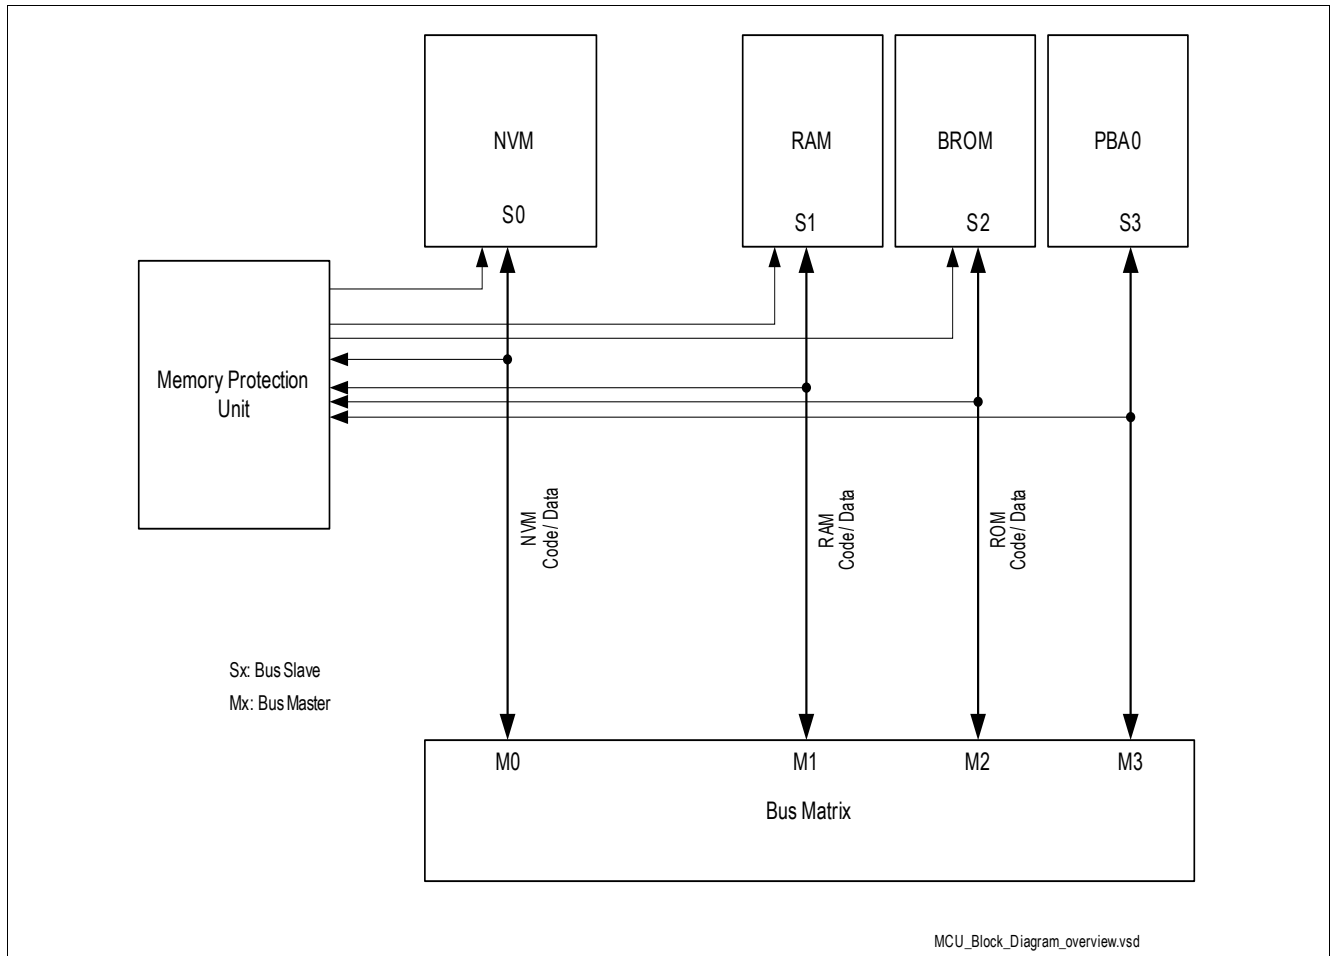 NVM
RAM
BROM
PBA0
S0
S1
S2
S3
Memory Protection
Unit
NVM
Code/ Data
RAM
Code/ Data
ROM
Code/ Data
Sx: Bus Slave
Mx: Bus Master
M0
M1
M2
M3
Bus Matrix
MCU_Block_Diagram_overview.vsd